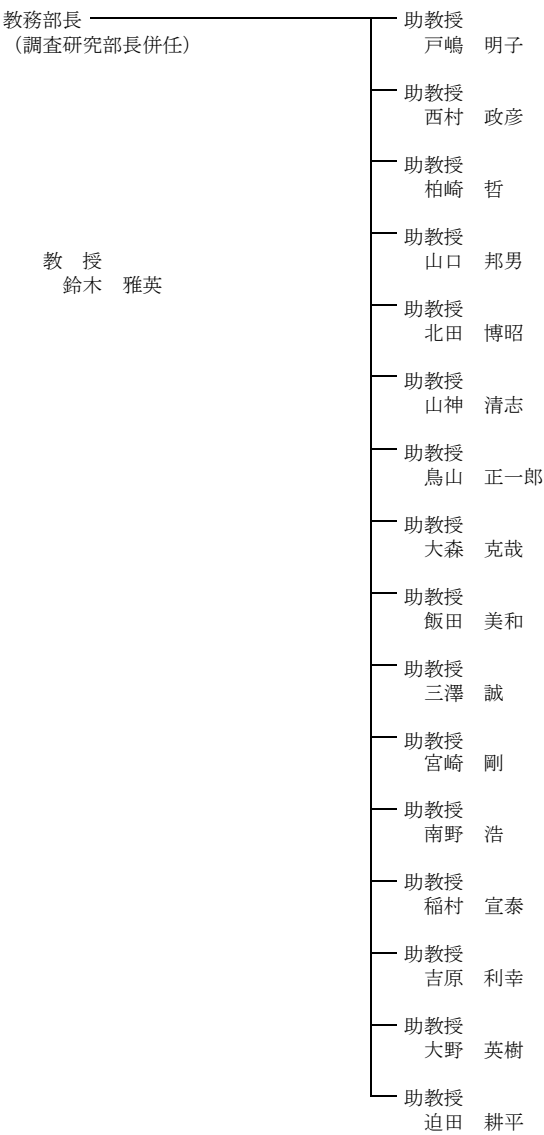 教務部長
（調査研究部長併任）
教　授
鈴木　雅英
助教授
戸嶋　明子
助教授
西村　政彦
助教授
柏崎　哲
助教授
山口　邦男
助教授
北田　博昭
助教授
山神　清志
助教授
鳥山　正一郎
助教授
大森　克哉
助教授
飯田　美和
助教授
三澤　誠
助教授
宮崎　剛
助教授
南野　浩
助教授
稲村　宣泰
助教授
吉原　利幸
助教授
大野　英樹
助教授
迫田　耕平